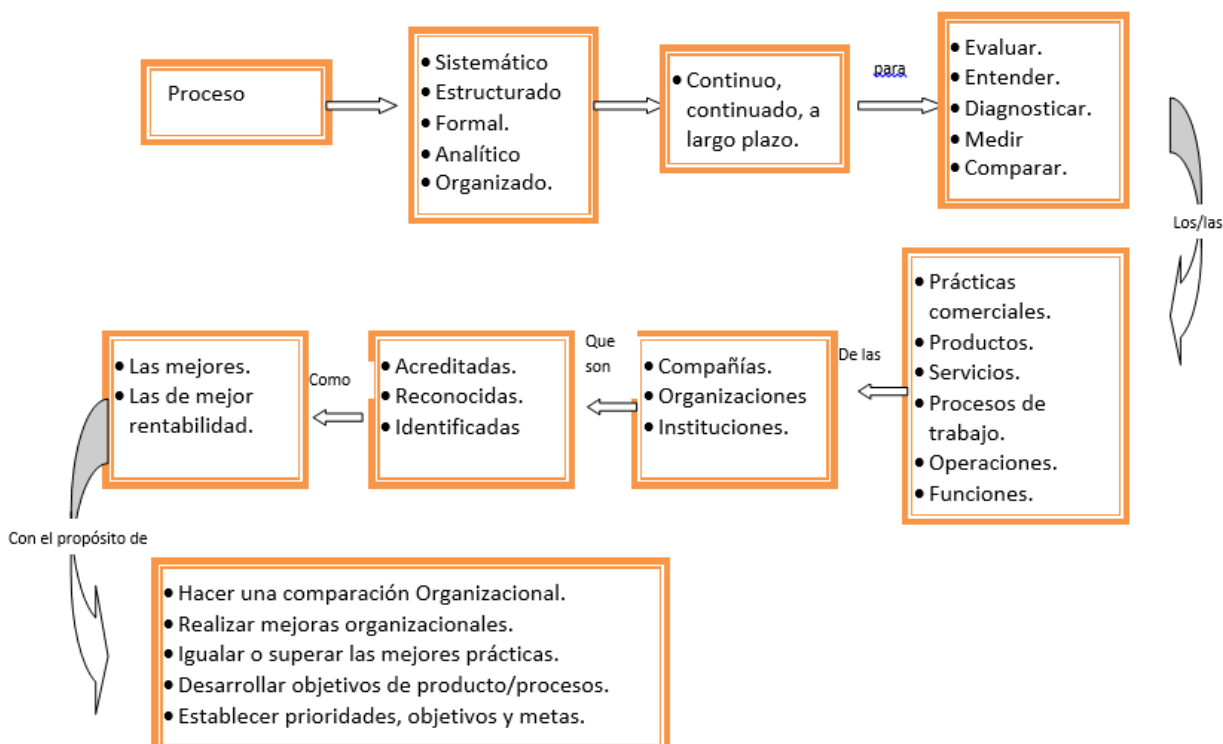 Proceso
• Sistemático
• Estructurado
• Formal.
• Analítico
• Organizado.
• Continuo,
continuado, a
largo plazo.
para
• Evaluar.
• Entender.
• Diagnosticar.
• Medir
• Comparar.
Los/las
• Prácticas
comerciales.
• Productos.
• Servicios.
• Procesos de
trabajo.
• Operaciones.
• Funciones.
De las
• Compañías.
• Organizaciones
• Instituciones.
Que
son
• Acreditadas.
• Reconocidas.
• Identificadas
Como
• Las mejores.
• Las de mejor
rentabilidad.
Con el propósito de
• Hacer una comparación Organizacional.
• Realizar mejoras organizacionales.
• Igualar o superar las mejores prácticas.
• Desarrollar objetivos de producto/procesos.
• Establecer prioridades, objetivos y metas.